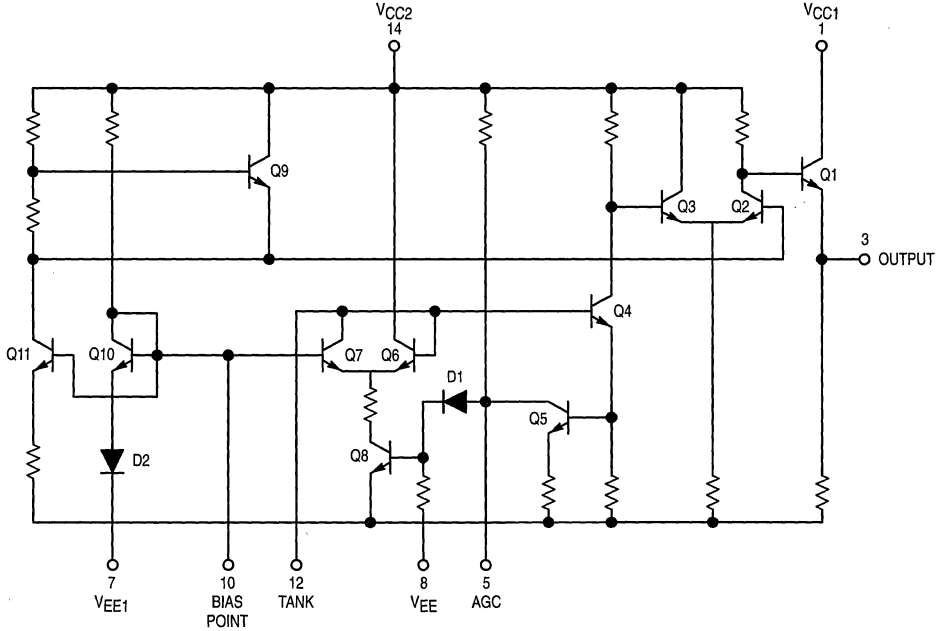 VCC2
14
VCC1
1
Q9
Q3
Q2
Q1
3
OUTPUT
Q4
Q11
Q10
Q7
Q6
D1
Q5
Q8
D2
7
VEE1
10
BIAS
POINT
12
TANK
8
VEE
5
AGC